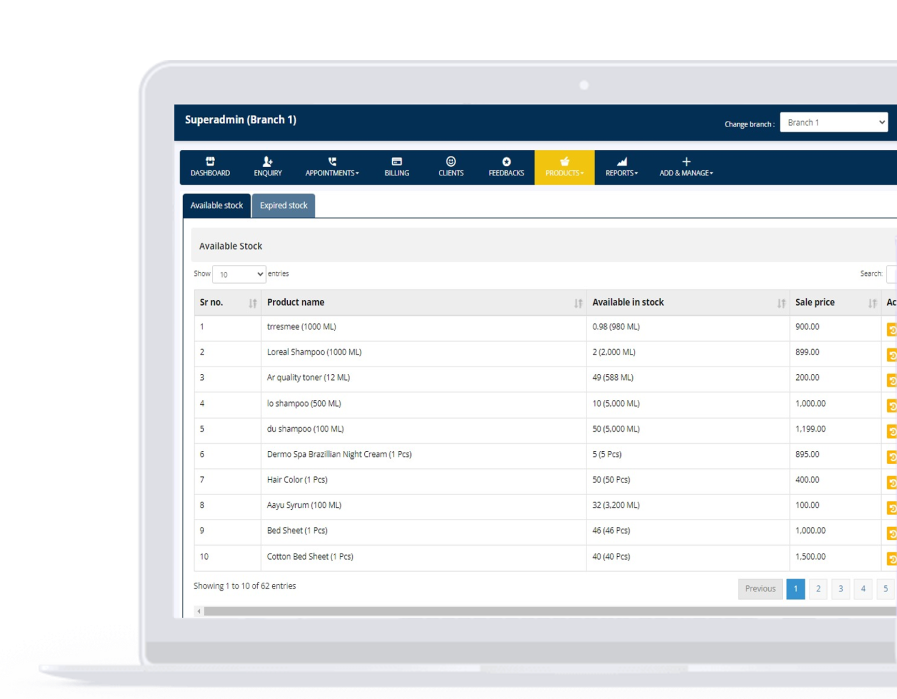 Superadmin (Branch 1)
Change branch : Branch 1
DASHBOARD ENQUIRY APPOINTMENTS BILLING CLIENTS FEEDBACKS PRODUCTS REPORTS ADD & MANAGE
Available stock Expired stock
Available Stock
Show 10 entries Search:
Sr no. Product name Available in stock Sale price Ac
1 trresmee (1000 ML) 0.98 (980 ML) 900.00
2 Loreal Shampoo (1000 ML) 2 (2,000 ML) 899.00
3 Ar quality toner (12 ML) 49 (588 ML) 200.00
4 lo shampoo (500 ML) 10 (5,000 ML) 1,000.00
5 du shampoo (100 ML) 50 (5,000 ML) 1,199.00
6 Dermo Spa Brazillian Night Cream (1 Pcs) 5 (5 Pcs) 895.00
7 Hair Color (1 Pcs) 50 (50 Pcs) 400.00
8 Aayu Syrum (100 ML) 32 (3,200 ML) 100.00
9 Bed Sheet (1 Pcs) 46 (46 Pcs) 1,000.00
10 Cotton Bed Sheet (1 Pcs) 40 (40 Pcs) 1,500.00
Showing 1 to 10 of 62 entries Previous 1 2 3 4 5